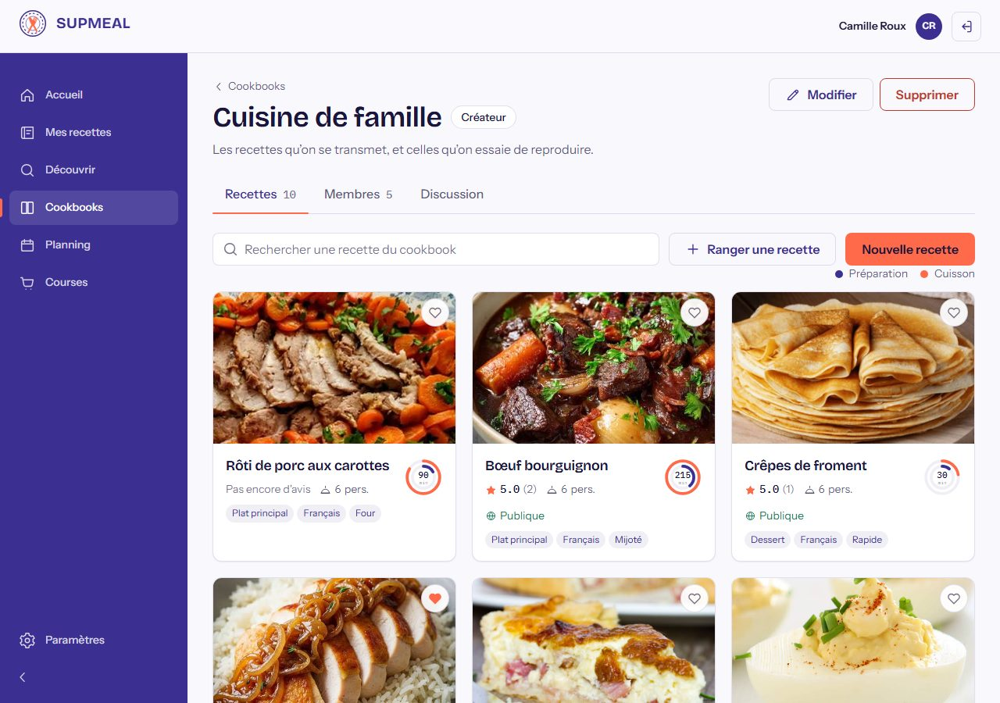 SUPMEAL
Camille Roux CR
Accueil
Mes recettes
Découvrir
Cookbooks
Planning
Courses
Paramètres
Cookbooks
Modifier
Supprimer
Cuisine de famille
Créateur
Les recettes qu'on se transmet, et celles qu'on essaie de reproduire.
Recettes 10
Membres 5
Discussion
Rechercher une recette du cookbook
Ranger une recette
Nouvelle recette
Préparation
Cuisson
Rôti de porc aux carottes
90
min
Pas encore d'avis
6 pers.
Plat principal
Français
Four
Bœuf bourguignon
215
min
5.0 (2)
6 pers.
Publique
Plat principal
Français
Mijoté
Crêpes de froment
30
min
5.0 (1)
6 pers.
Publique
Dessert
Français
Rapide